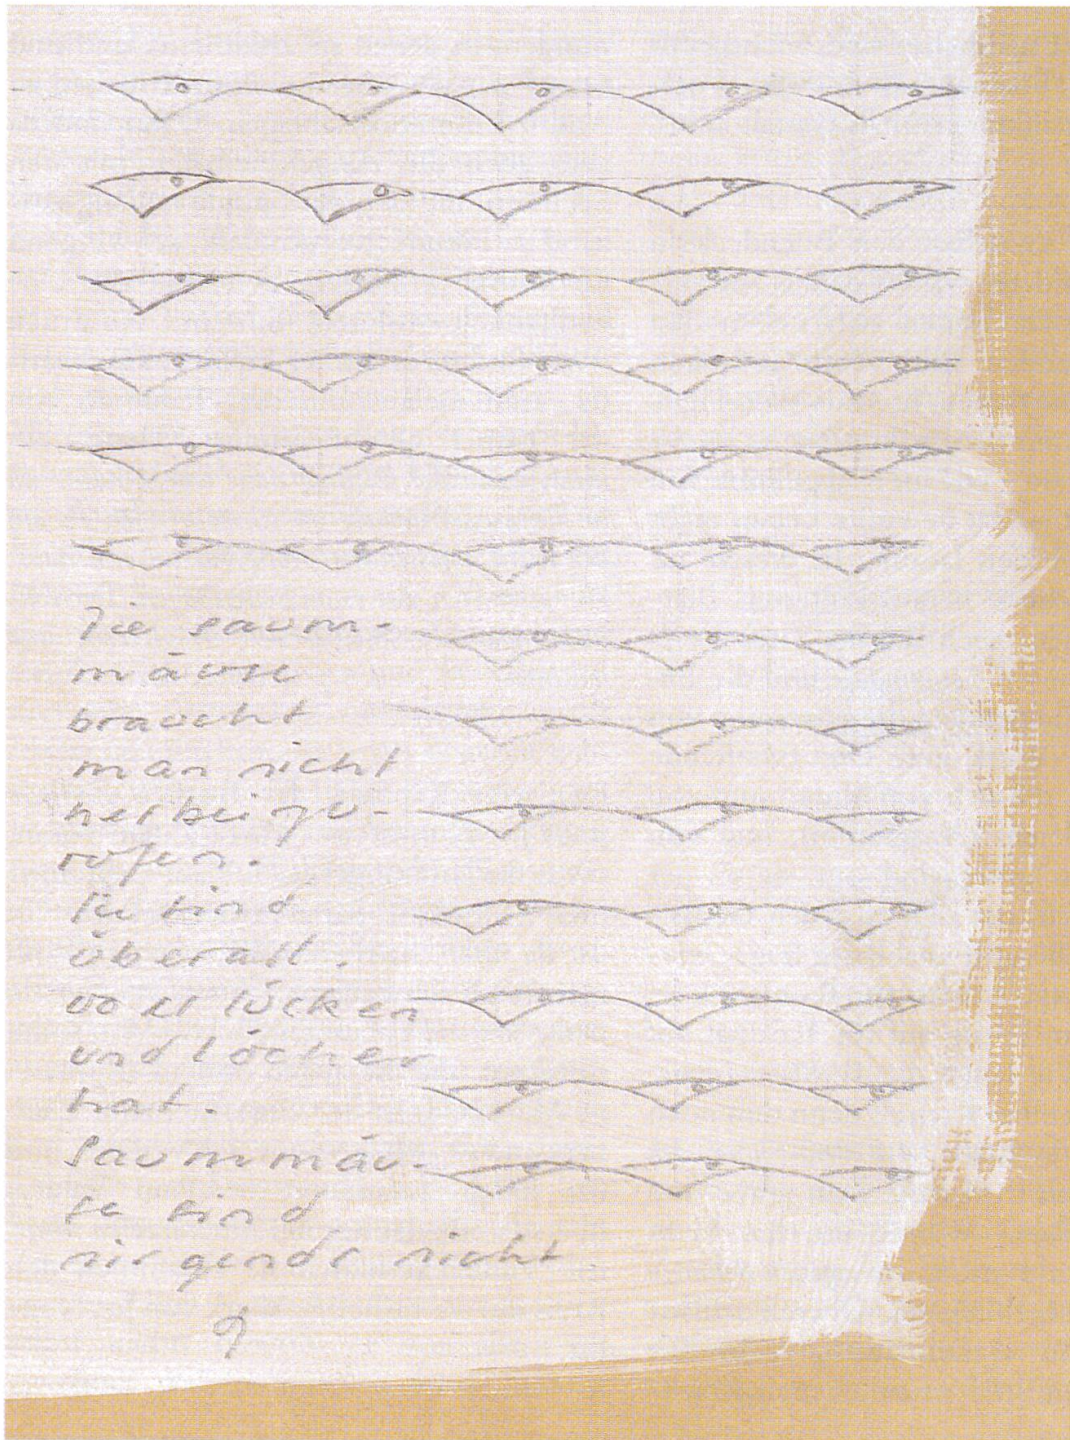 Die saum-
mäuse
braucht
man nicht
herbeizu-
rufen.
sie sind
überall.
wo es lücken
und löcher
hat.
Saummäu-
se sind
nirgends nicht